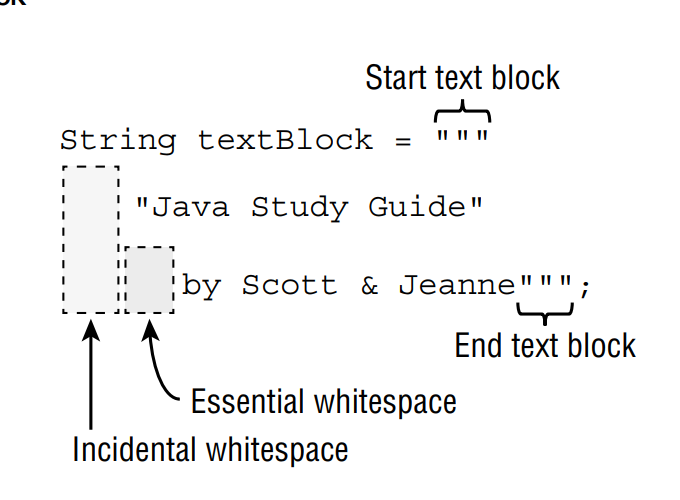 Start text block
String textBlock = """
"Java Study Guide"
by Scott & Jeanne""";
End text block
Essential whitespace
Incidental whitespace